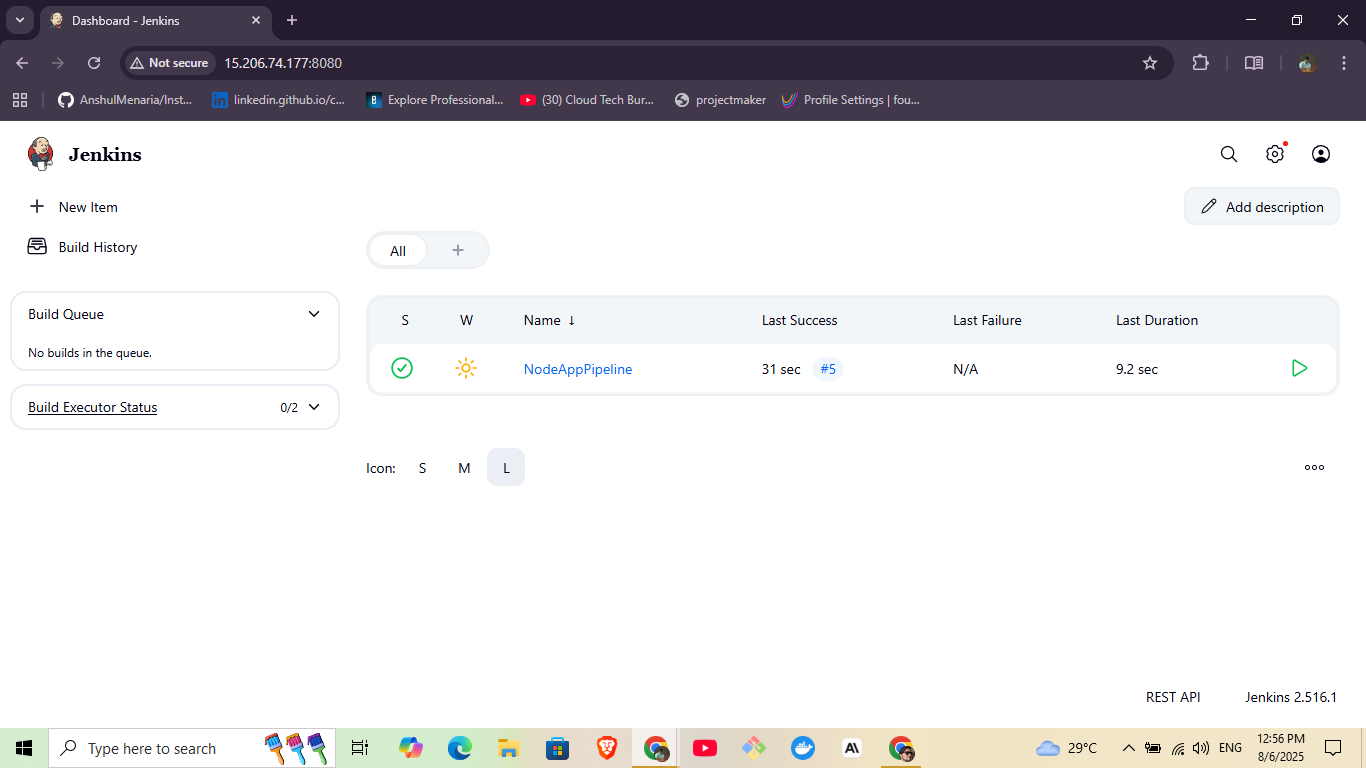 Dashboard - Jenkins
Not secure 15.206.74.177:8080
AnshulMenaria/Inst... linkedin.github.io/c... Explore Professional... (30) Cloud Tech Bur... projectmaker Profile Settings | fou...
Jenkins
New Item
Add description
Build History
All
Build Queue
No builds in the queue.
Build Executor Status 0/2
S W Name ↓ Last Success Last Failure Last Duration
NodeAppPipeline 31 sec #5 N/A 9.2 sec
Icon: S M L
REST API Jenkins 2.516.1
Type here to search
29°C ENG
12:56 PM
8/6/2025